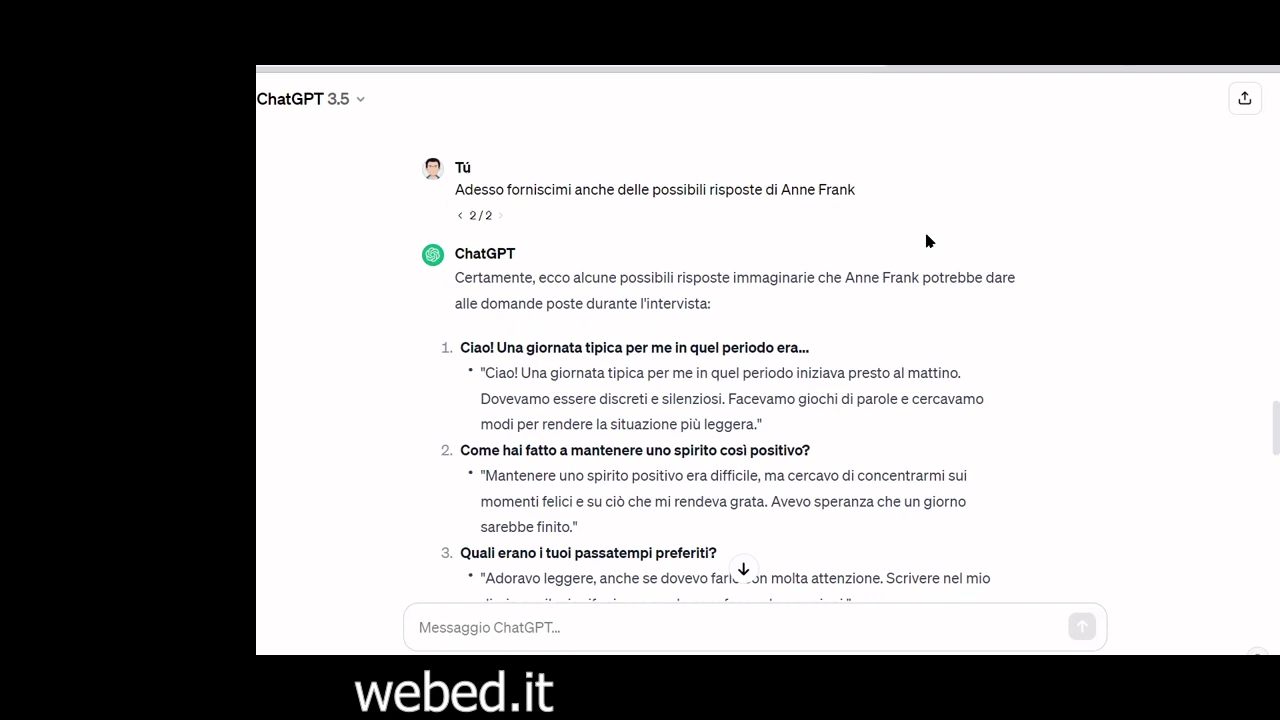 ChatGPT 3.5
Tú
Adesso forniscimi anche delle possibili risposte di Anne Frank
2 / 2
ChatGPT
Certamente, ecco alcune possibili risposte immaginarie che Anne Frank potrebbe dare
alle domande poste durante l'intervista:
1. Ciao! Una giornata tipica per me in quel periodo era...
• "Ciao! Una giornata tipica per me in quel periodo iniziava presto al mattino.
Dovevamo essere discreti e silenziosi. Facevamo giochi di parole e cercavamo
modi per rendere la situazione più leggera."
2. Come hai fatto a mantenere uno spirito così positivo?
• "Mantenere uno spirito positivo era difficile, ma cercavo di concentrarmi sui
momenti felici e su ciò che mi rendeva grata. Avevo speranza che un giorno
sarebbe finito."
3. Quali erano i tuoi passatempi preferiti?
• "Adoravo leggere, anche se dovevo farlo con molta attenzione. Scrivere nel mio
Messaggio ChatGPT...
webed.it